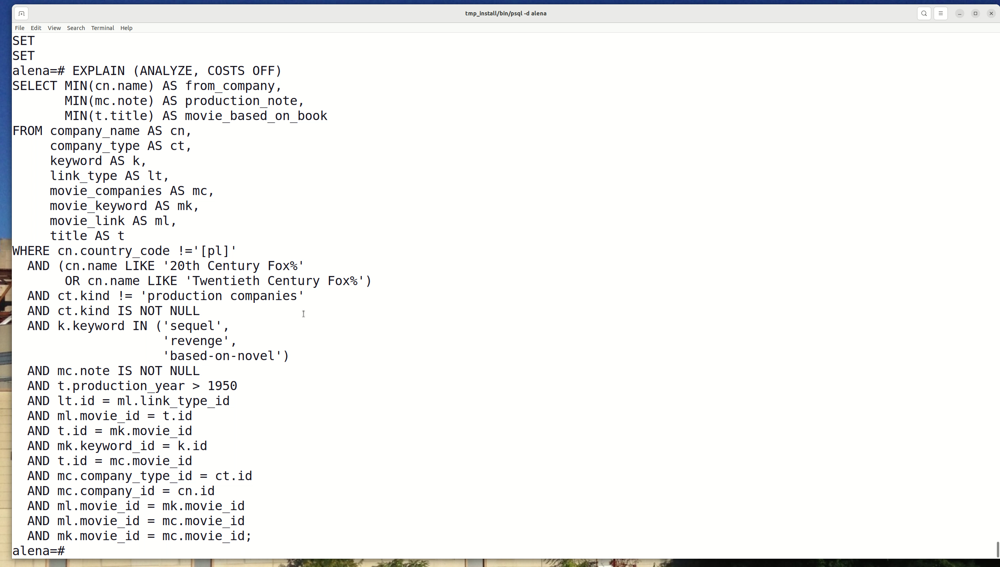 tmp_install/bin/psql -d alena
File Edit View Search Terminal Help
SET
SET
alena=# EXPLAIN (ANALYZE, COSTS OFF)
SELECT MIN(cn.name) AS from_company,
       MIN(mc.note) AS production_note,
       MIN(t.title) AS movie_based_on_book
FROM company_name AS cn,
     company_type AS ct,
     keyword AS k,
     link_type AS lt,
     movie_companies AS mc,
     movie_keyword AS mk,
     movie_link AS ml,
     title AS t
WHERE cn.country_code !='[pl]'
  AND (cn.name LIKE '20th Century Fox%'
       OR cn.name LIKE 'Twentieth Century Fox%')
  AND ct.kind != 'production companies'
  AND ct.kind IS NOT NULL
  AND k.keyword IN ('sequel',
                    'revenge',
                    'based-on-novel')
  AND mc.note IS NOT NULL
  AND t.production_year > 1950
  AND lt.id = ml.link_type_id
  AND ml.movie_id = t.id
  AND t.id = mk.movie_id
  AND mk.keyword_id = k.id
  AND t.id = mc.movie_id
  AND mc.company_type_id = ct.id
  AND mc.company_id = cn.id
  AND ml.movie_id = mk.movie_id
  AND ml.movie_id = mc.movie_id
  AND mk.movie_id = mc.movie_id;
alena=#